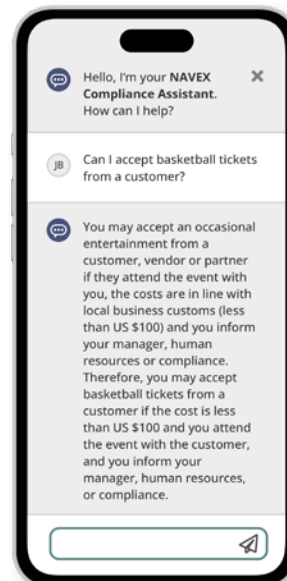 Hello, I'm your NAVEX
Compliance Assistant.
How can I help?
JB
Can I accept basketball tickets
from a customer?
You may accept an occasional
entertainment from a
customer, vendor or partner
if they attend the event with
you, the costs are in line with
local business customs (less
than US $100) and you inform
your manager, human
resources or compliance.
Therefore, you may accept
basketball tickets from a
customer if the cost is less
than US $100 and you attend
the event with the customer,
and you inform your
manager, human resources,
or compliance.